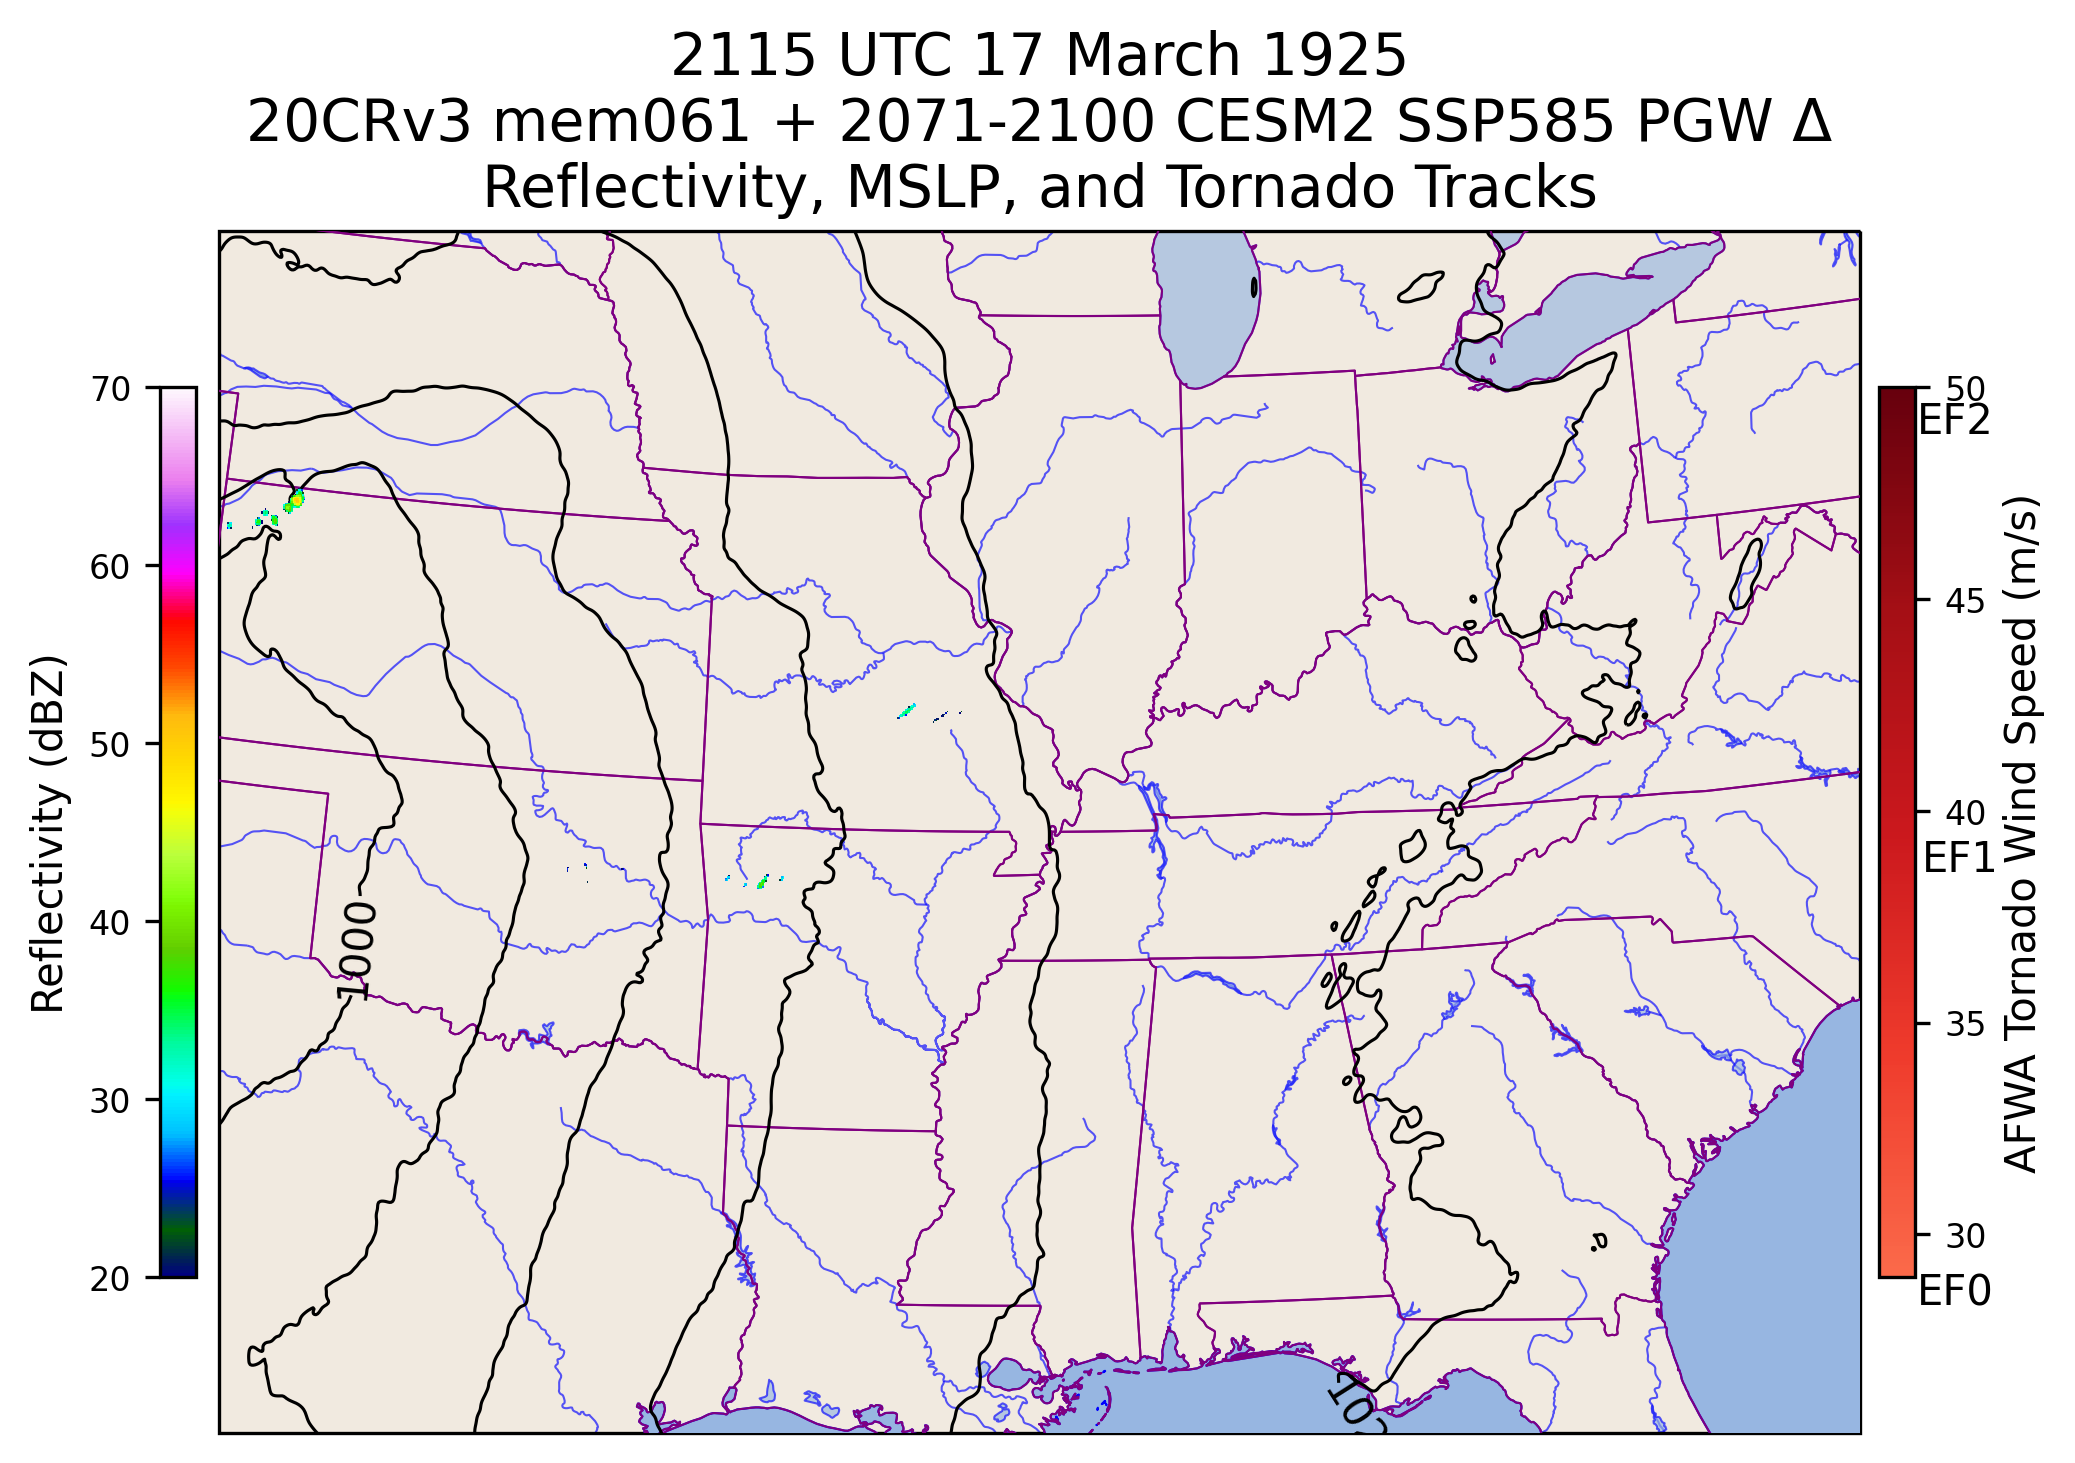 2115 UTC 17 March 1925
20CRv3 mem061 + 2071-2100 CESM2 SSP585 PGW Δ
Reflectivity, MSLP, and Tornado Tracks
70
60
50
40
30
20
Reflectivity (dBZ)
1000
50
EF2
45
40
EF1
35
30
EF0
AFWA Tornado Wind Speed (m/s)